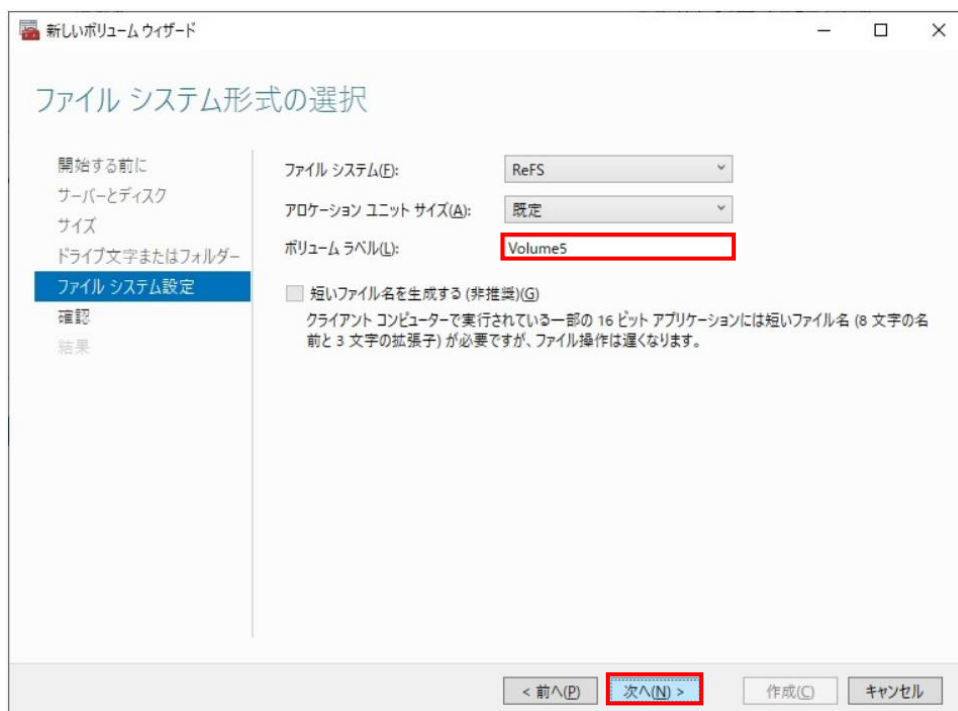 新しいボリューム ウィザード
ファイル システム形式の選択
開始する前に
サーバーとディスク
サイズ
ドライブ文字またはフォルダー
ファイル システム設定
確認
結果
ファイル システム(F):
ReFS
アロケーション ユニット サイズ(A):
既定
ボリューム ラベル(L):
Volume5
短いファイル名を生成する (非推奨)(G)
クライアント コンピューターで実行されている一部の 16 ビット アプリケーションには短いファイル名 (8 文字の名
前と 3 文字の拡張子) が必要ですが、ファイル操作は遅くなります。
< 前へ(P)
次へ(N) >
作成(C)
キャンセル